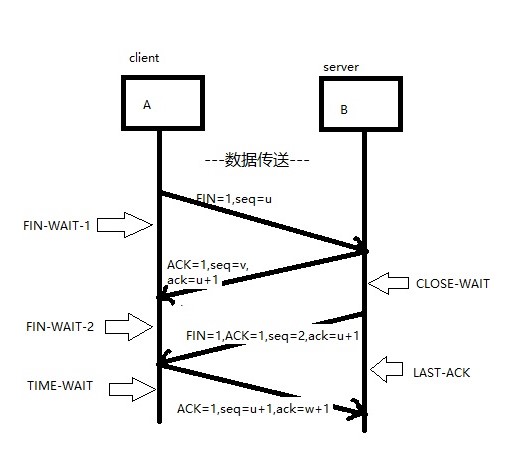 client
server
A
B
---数据传送---
FIN=1,seq=u
FIN-WAIT-1
ACK=1,seq=v,
ack=u+1
CLOSE-WAIT
FIN-WAIT-2
FIN=1,ACK=1,seq=2,ack=u+1
TIME-WAIT
LAST-ACK
ACK=1,seq=u+1,ack=w+1